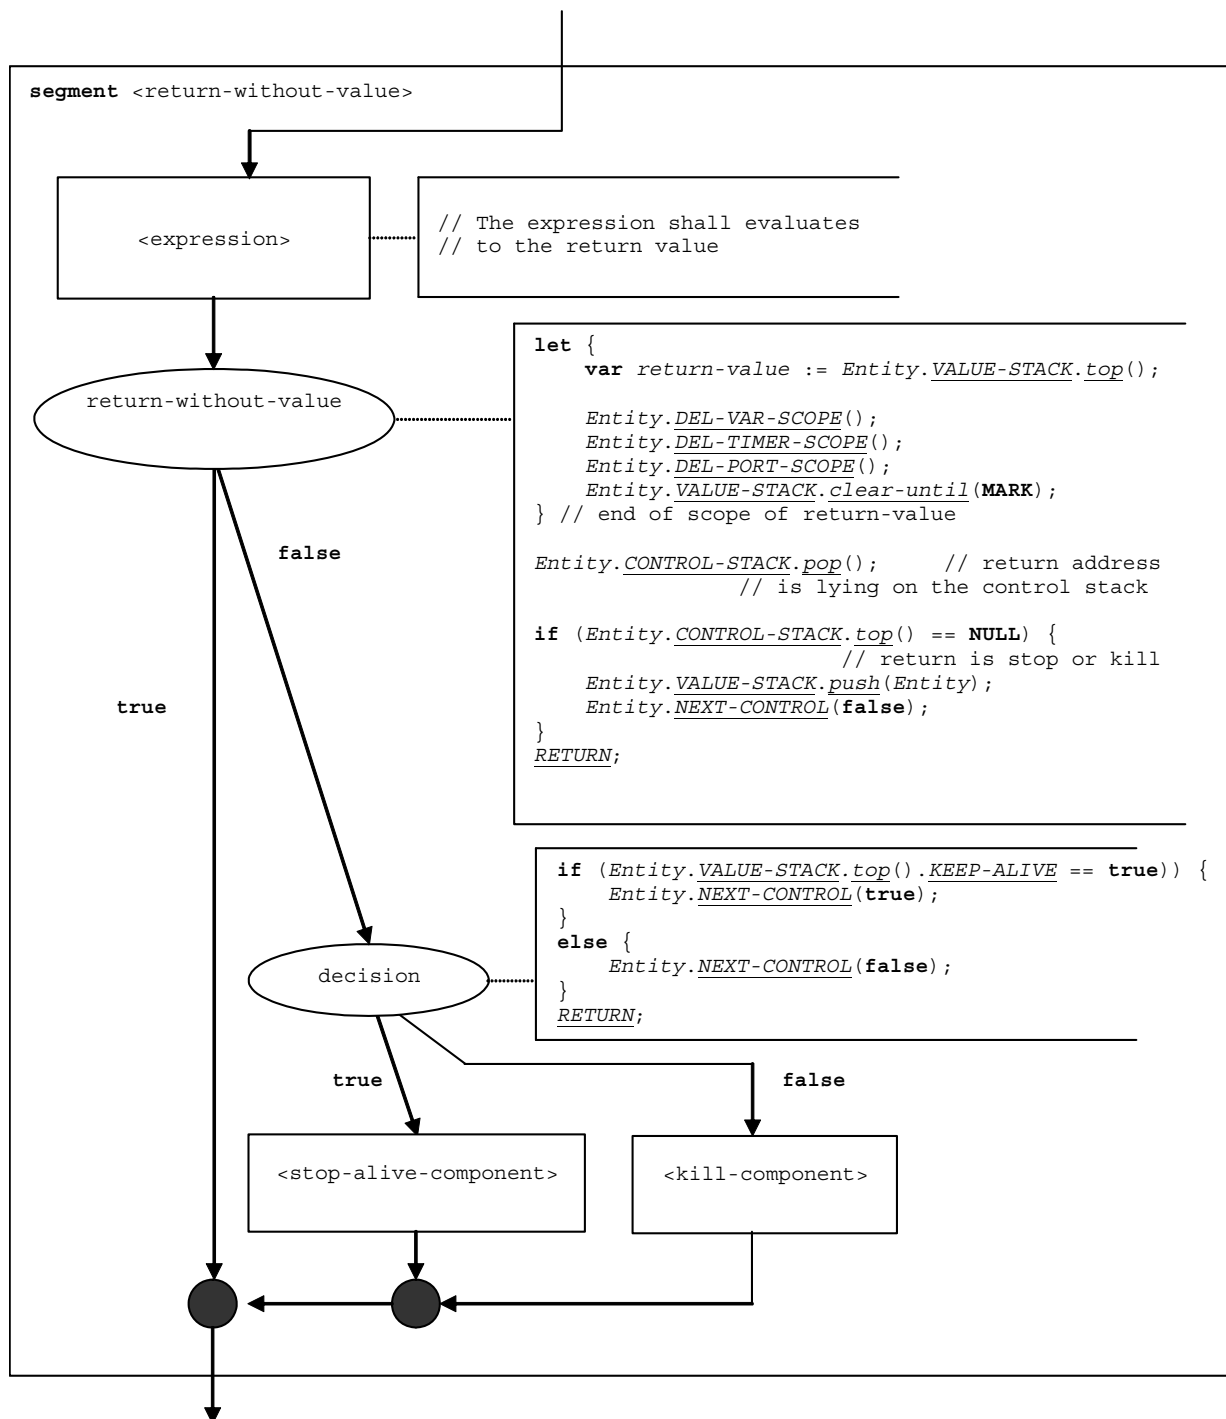 segment <return-without-value>
<expression>
// The expression shall evaluates
// to the return value
return-without-value
let {
var return-value := Entity.VALUE-STACK.top();
Entity.DEL-VAR-SCOPE();
Entity.DEL-TIMER-SCOPE();
Entity.DEL-PORT-SCOPE();
Entity.VALUE-STACK.clear-until(MARK);
} // end of scope of return-value
Entity.CONTROL-STACK.pop(); // return address
// is lying on the control stack
if (Entity.CONTROL-STACK.top() == NULL) {
// return is stop or kill
Entity.VALUE-STACK.push(Entity);
Entity.NEXT-CONTROL(false);
}
RETURN;
false
true
decision
if (Entity.VALUE-STACK.top().KEEP-ALIVE == true)) {
Entity.NEXT-CONTROL(true);
}
else {
Entity.NEXT-CONTROL(false);
}
RETURN;
true
false
<stop-alive-component>
<kill-component>